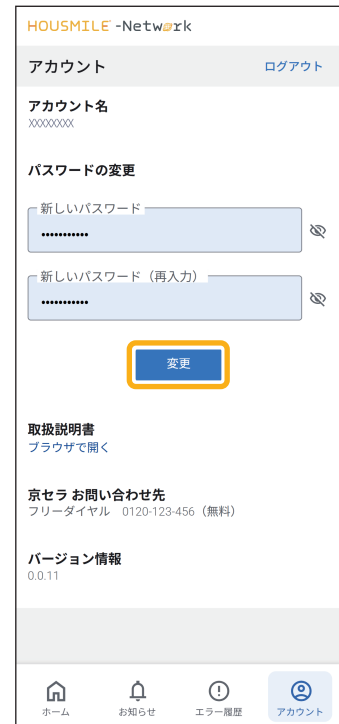 HOUSMILE-Netwark
アカウント
ログアウト
アカウント名
XXXXXXXX
パスワードの変更
新しいパスワード
•••••••••••
新しいパスワード（再入力）
•••••••••••
変更
取扱説明書
ブラウザで開く
京セラ お問い合わせ先
フリーダイヤル　0120-123-456（無料）
バージョン情報
0.0.11
ホーム
お知らせ
エラー履歴
アカウント